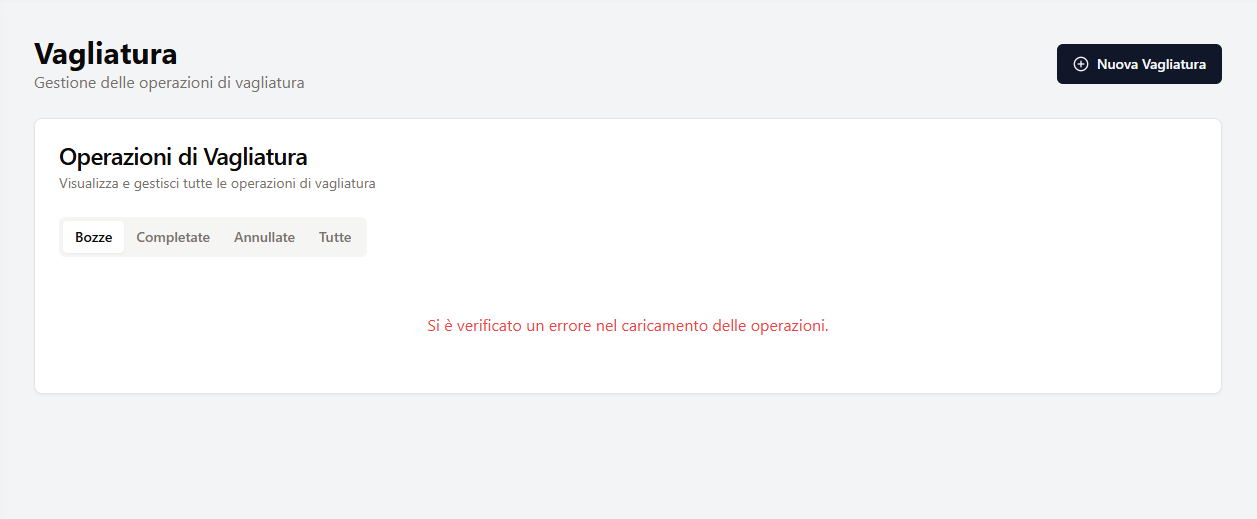 Vagliatura
Gestione delle operazioni di vagliatura
Nuova Vagliatura
Operazioni di Vagliatura
Visualizza e gestisci tutte le operazioni di vagliatura
Bozze Completate Annullate Tutte
Si è verificato un errore nel caricamento delle operazioni.